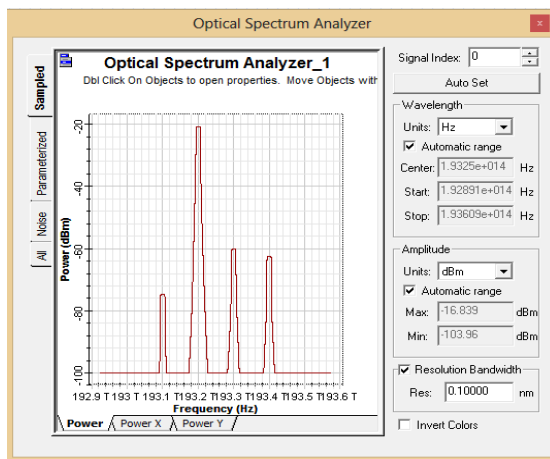 Optical Spectrum Analyzer
x
Optical Spectrum Analyzer_1
Dbl Click On Objects to open properties. Move Objects with
Sampled
Parameterized
Noise
All
Power (dBm)
-20
-40
-60
-80
-100
192.9 T 193 T 193.1 T 193.2 T 193.3 T 193.4 T 193.5 T 193.6 T
Frequency (Hz)
Power
Power X
Power Y
Signal Index: 0
Auto Set
Wavelength
Units: Hz
Automatic range
Center: 1.9325e+014 Hz
Start: 1.92891e+014 Hz
Stop: 1.93609e+014 Hz
Amplitude
Units: dBm
Automatic range
Max: -16.839 dBm
Min: -103.96 dBm
Resolution Bandwidth
Res: 0.10000 nm
Invert Colors